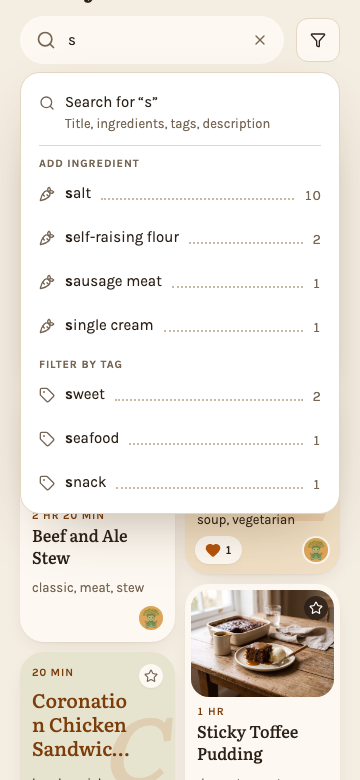 s
Search for “s”
Title, ingredients, tags, description
ADD INGREDIENT
salt 10
self-raising flour 2
sausage meat 1
single cream 1
FILTER BY TAG
sweet 2
seafood 1
snack 1
2 HR 20 MIN
Beef and Ale
Stew
classic, meat, stew
soup, vegetarian
1
20 MIN
Coronatio
n Chicken
Sandwic...
C
1 HR
Sticky Toffee
Pudding